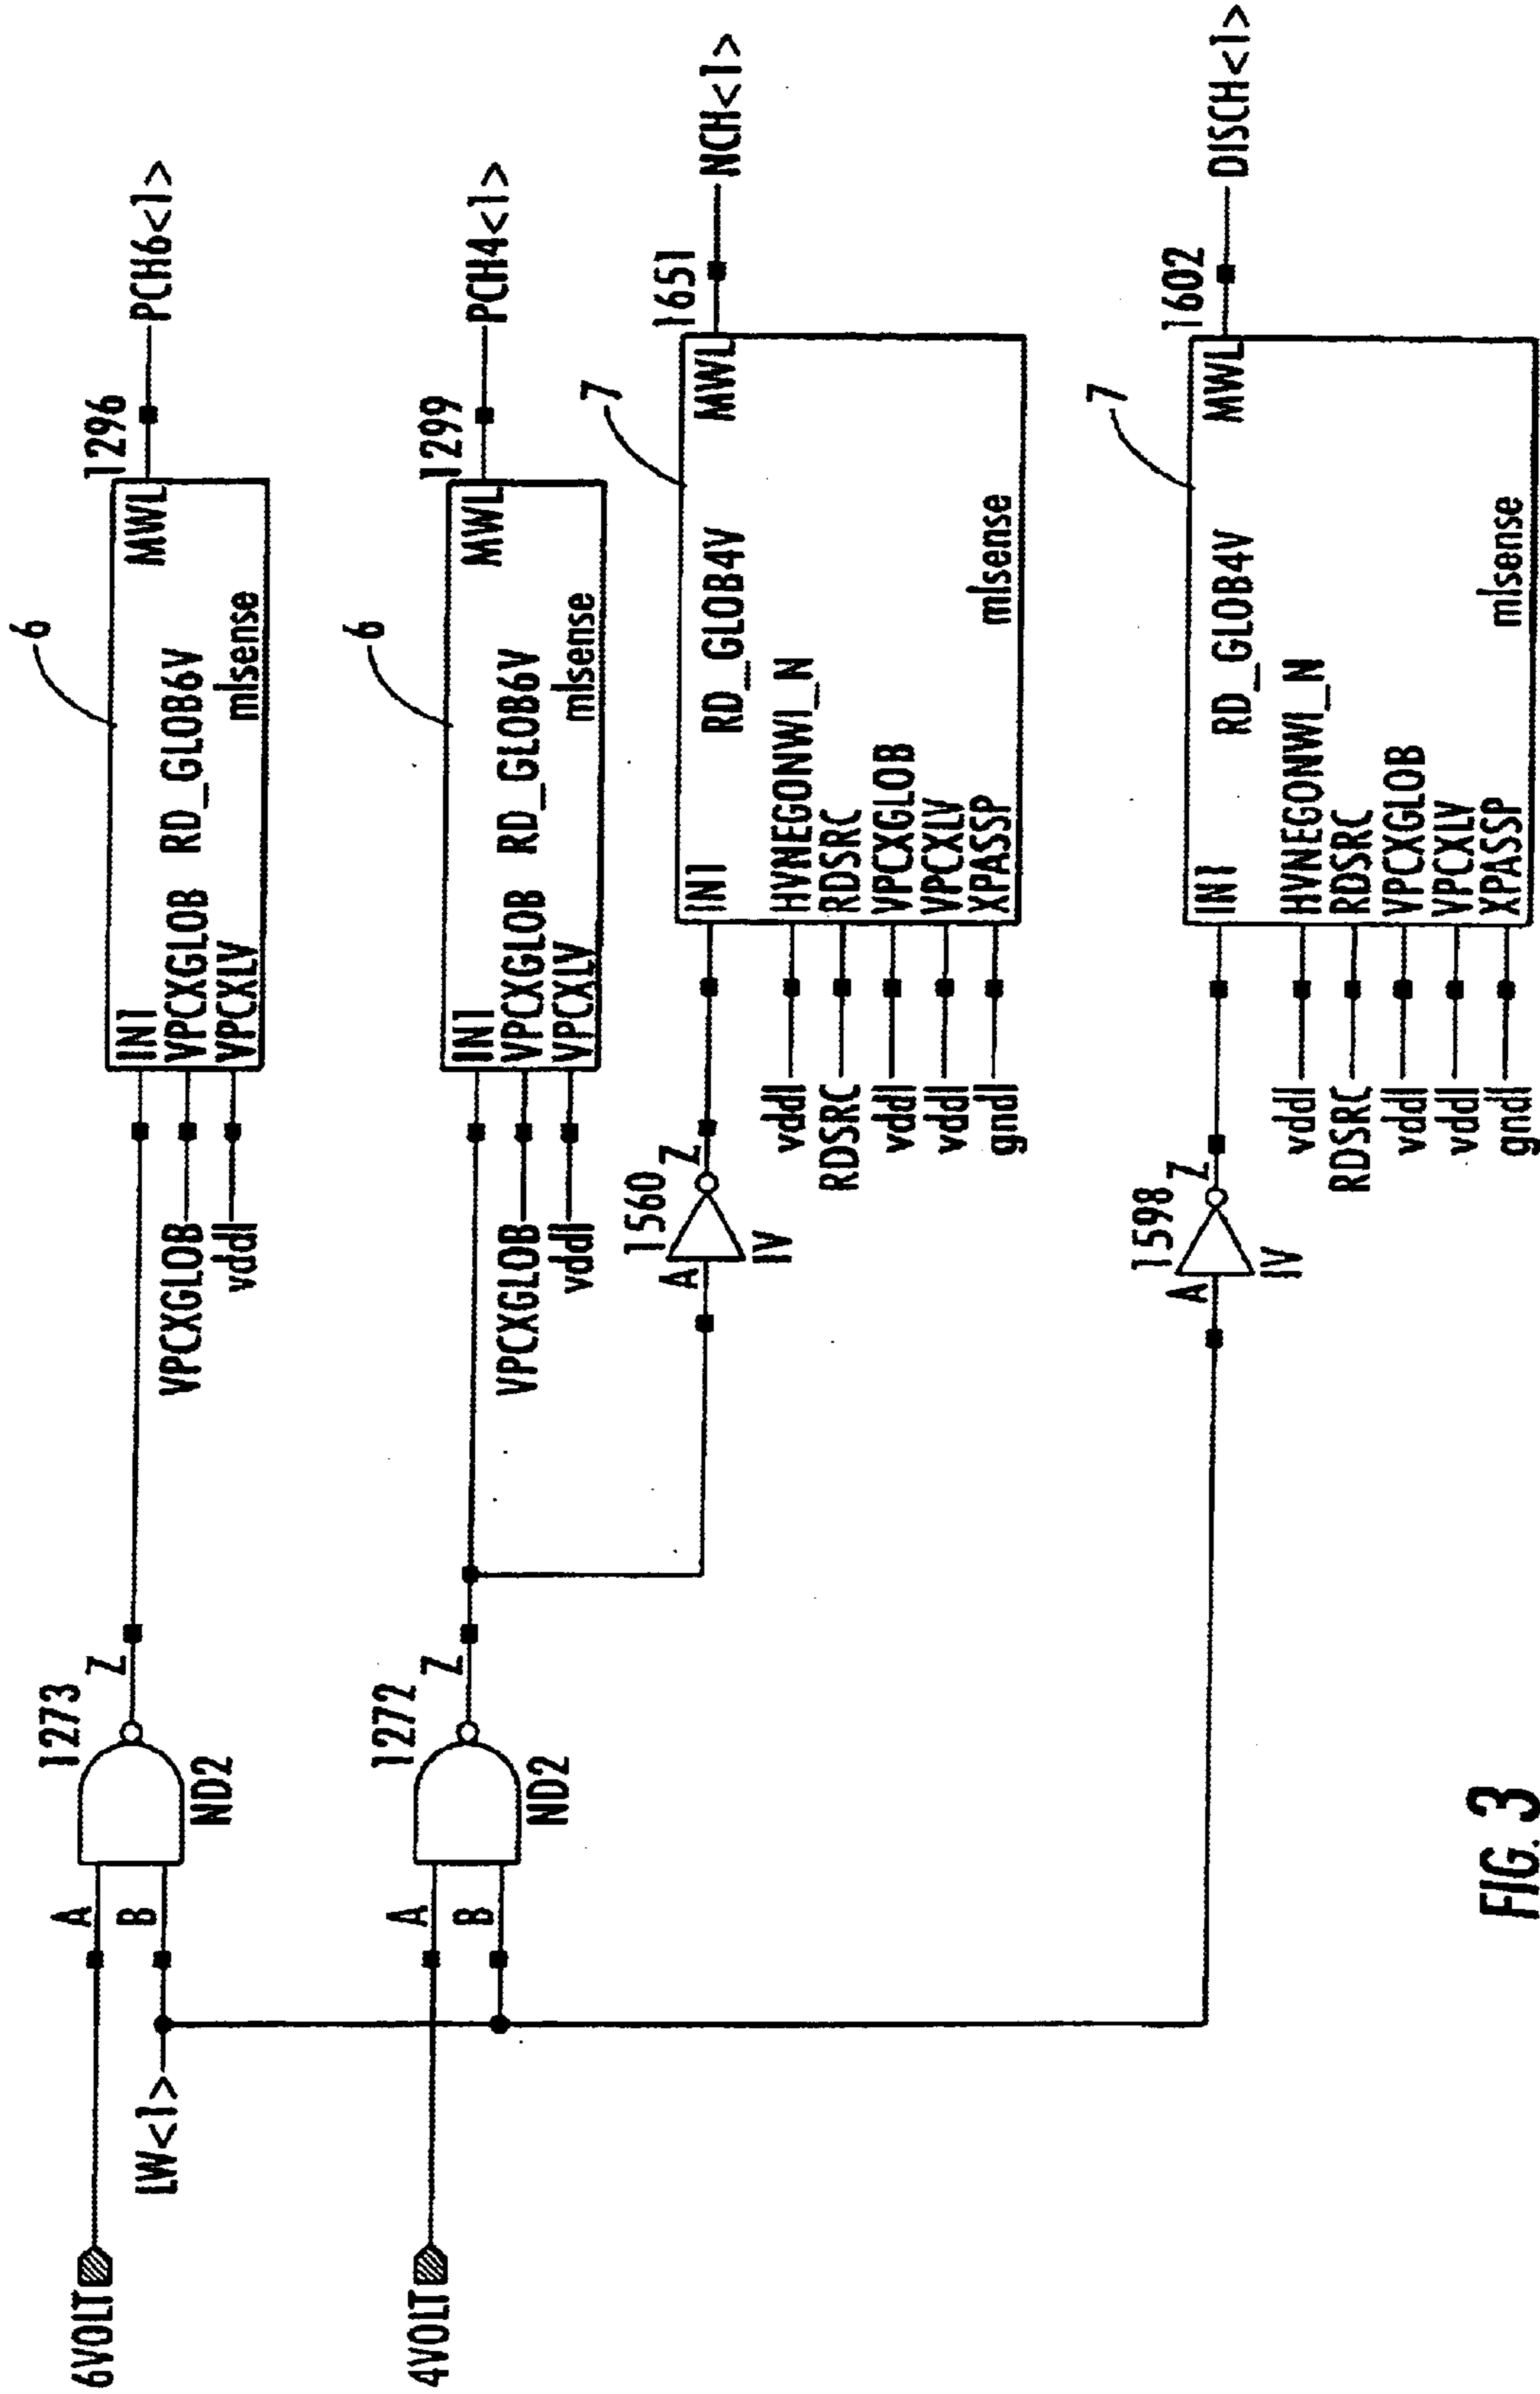 6VOLT
LW<1>
A
B
1273
Z
ND2
VPCXGLOB
vddl
IN1
VPCXGLOB
VPCXLV
6
RD_GLOB6V
mlsense
MWL
1296
PCH6<1>
4VOLT
A
B
1272
Z
ND2
VPCXGLOB
vddl
IN1
VPCXGLOB
VPCXLV
6
RD_GLOB6V
mlsense
MWL
1299
PCH4<1>
A
1560
Z
IV
vddl
RDSRC
vddl
vddl
gndl
IN1
HVNEGONWI_N
RDSRC
VPCXGLOB
VPCXLV
XPASSP
7
RD_GLOB4V
mlsense
MWL
1651
NCH<1>
A
1598
Z
IV
vddl
RDSRC
vddl
vddl
gndl
IN1
HVNEGONWI_N
RDSRC
VPCXGLOB
VPCXLV
XPASSP
7
RD_GLOB4V
mlsense
MWL
1602
DISCH<1>
FIG. 3